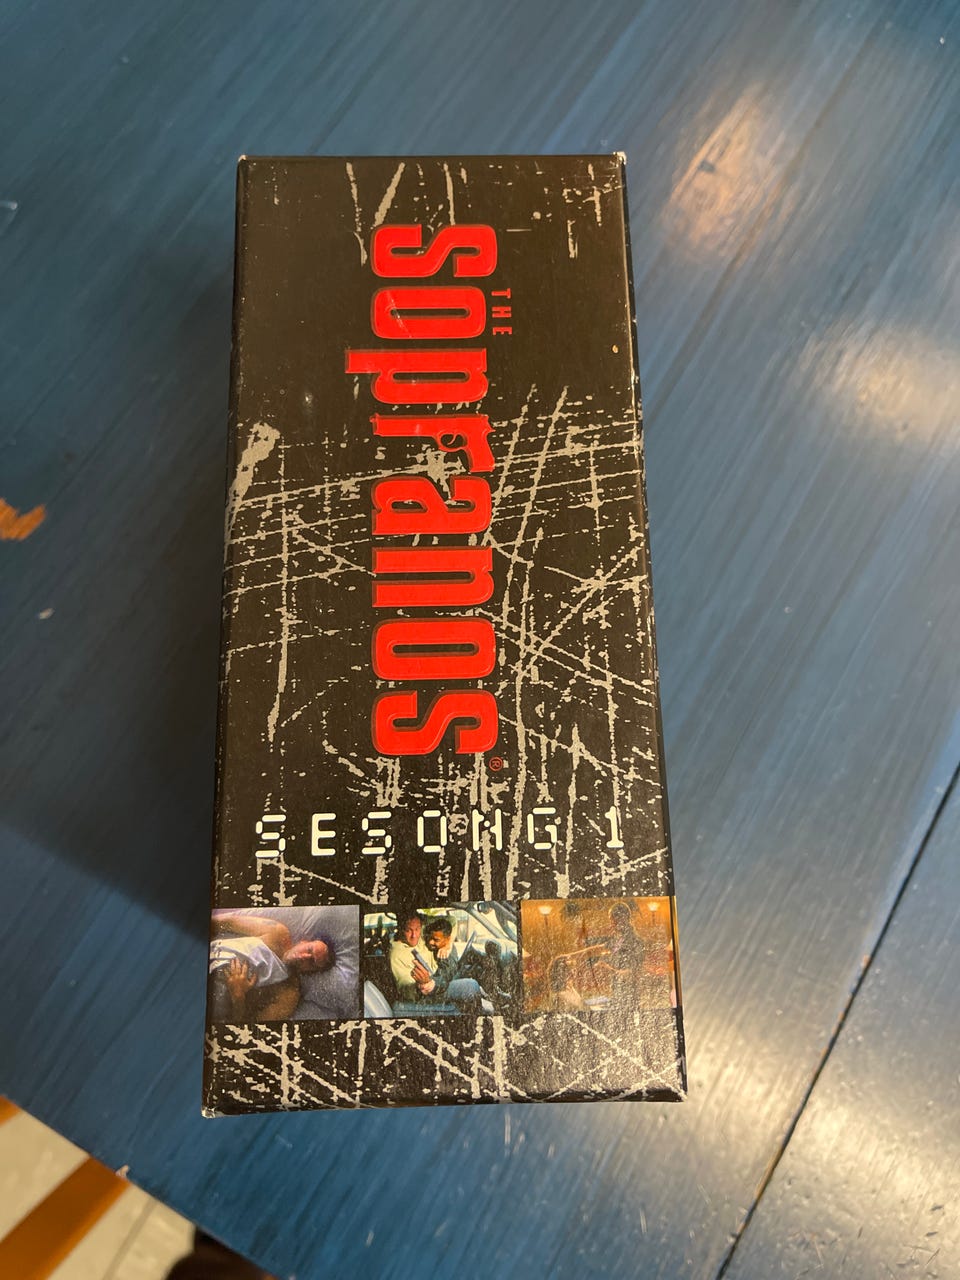 THE
Sopranos®
SESONG 1